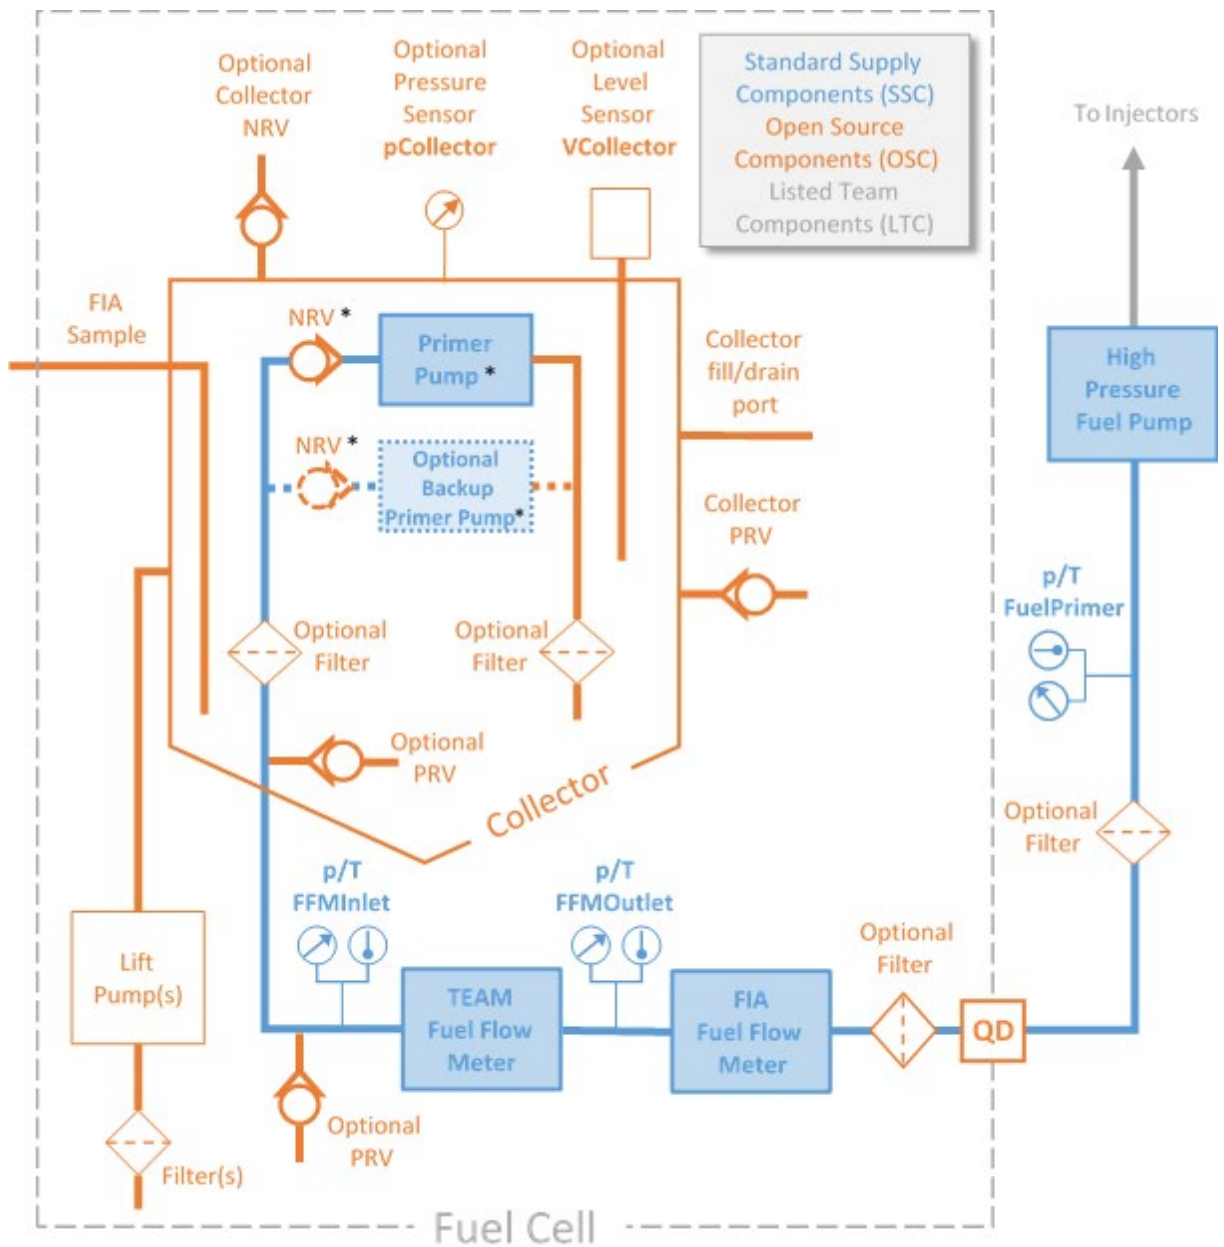 Optional
Collector
NRV
Optional
Pressure
Sensor
pCollector
Optional
Level
Sensor
VCollector
Standard Supply
Components (SSC)
Open Source
Components (OSC)
Listed Team
Components (LTC)
To Injectors
FIA
Sample
NRV *
Primer
Pump *
Collector
fill/drain
port
High
Pressure
Fuel Pump
NRV *
Optional
Backup
Primer Pump*
Collector
PRV
p/T
FuelPrimer
Optional
Filter
Optional
Filter
Optional
PRV
Collector
Optional
Filter
p/T
FFMInlet
p/T
FFMOutlet
Optional
Filter
Lift
Pump(s)
TEAM
Fuel Flow
Meter
FIA
Fuel Flow
Meter
QD
Optional
PRV
Filter(s)
Fuel Cell